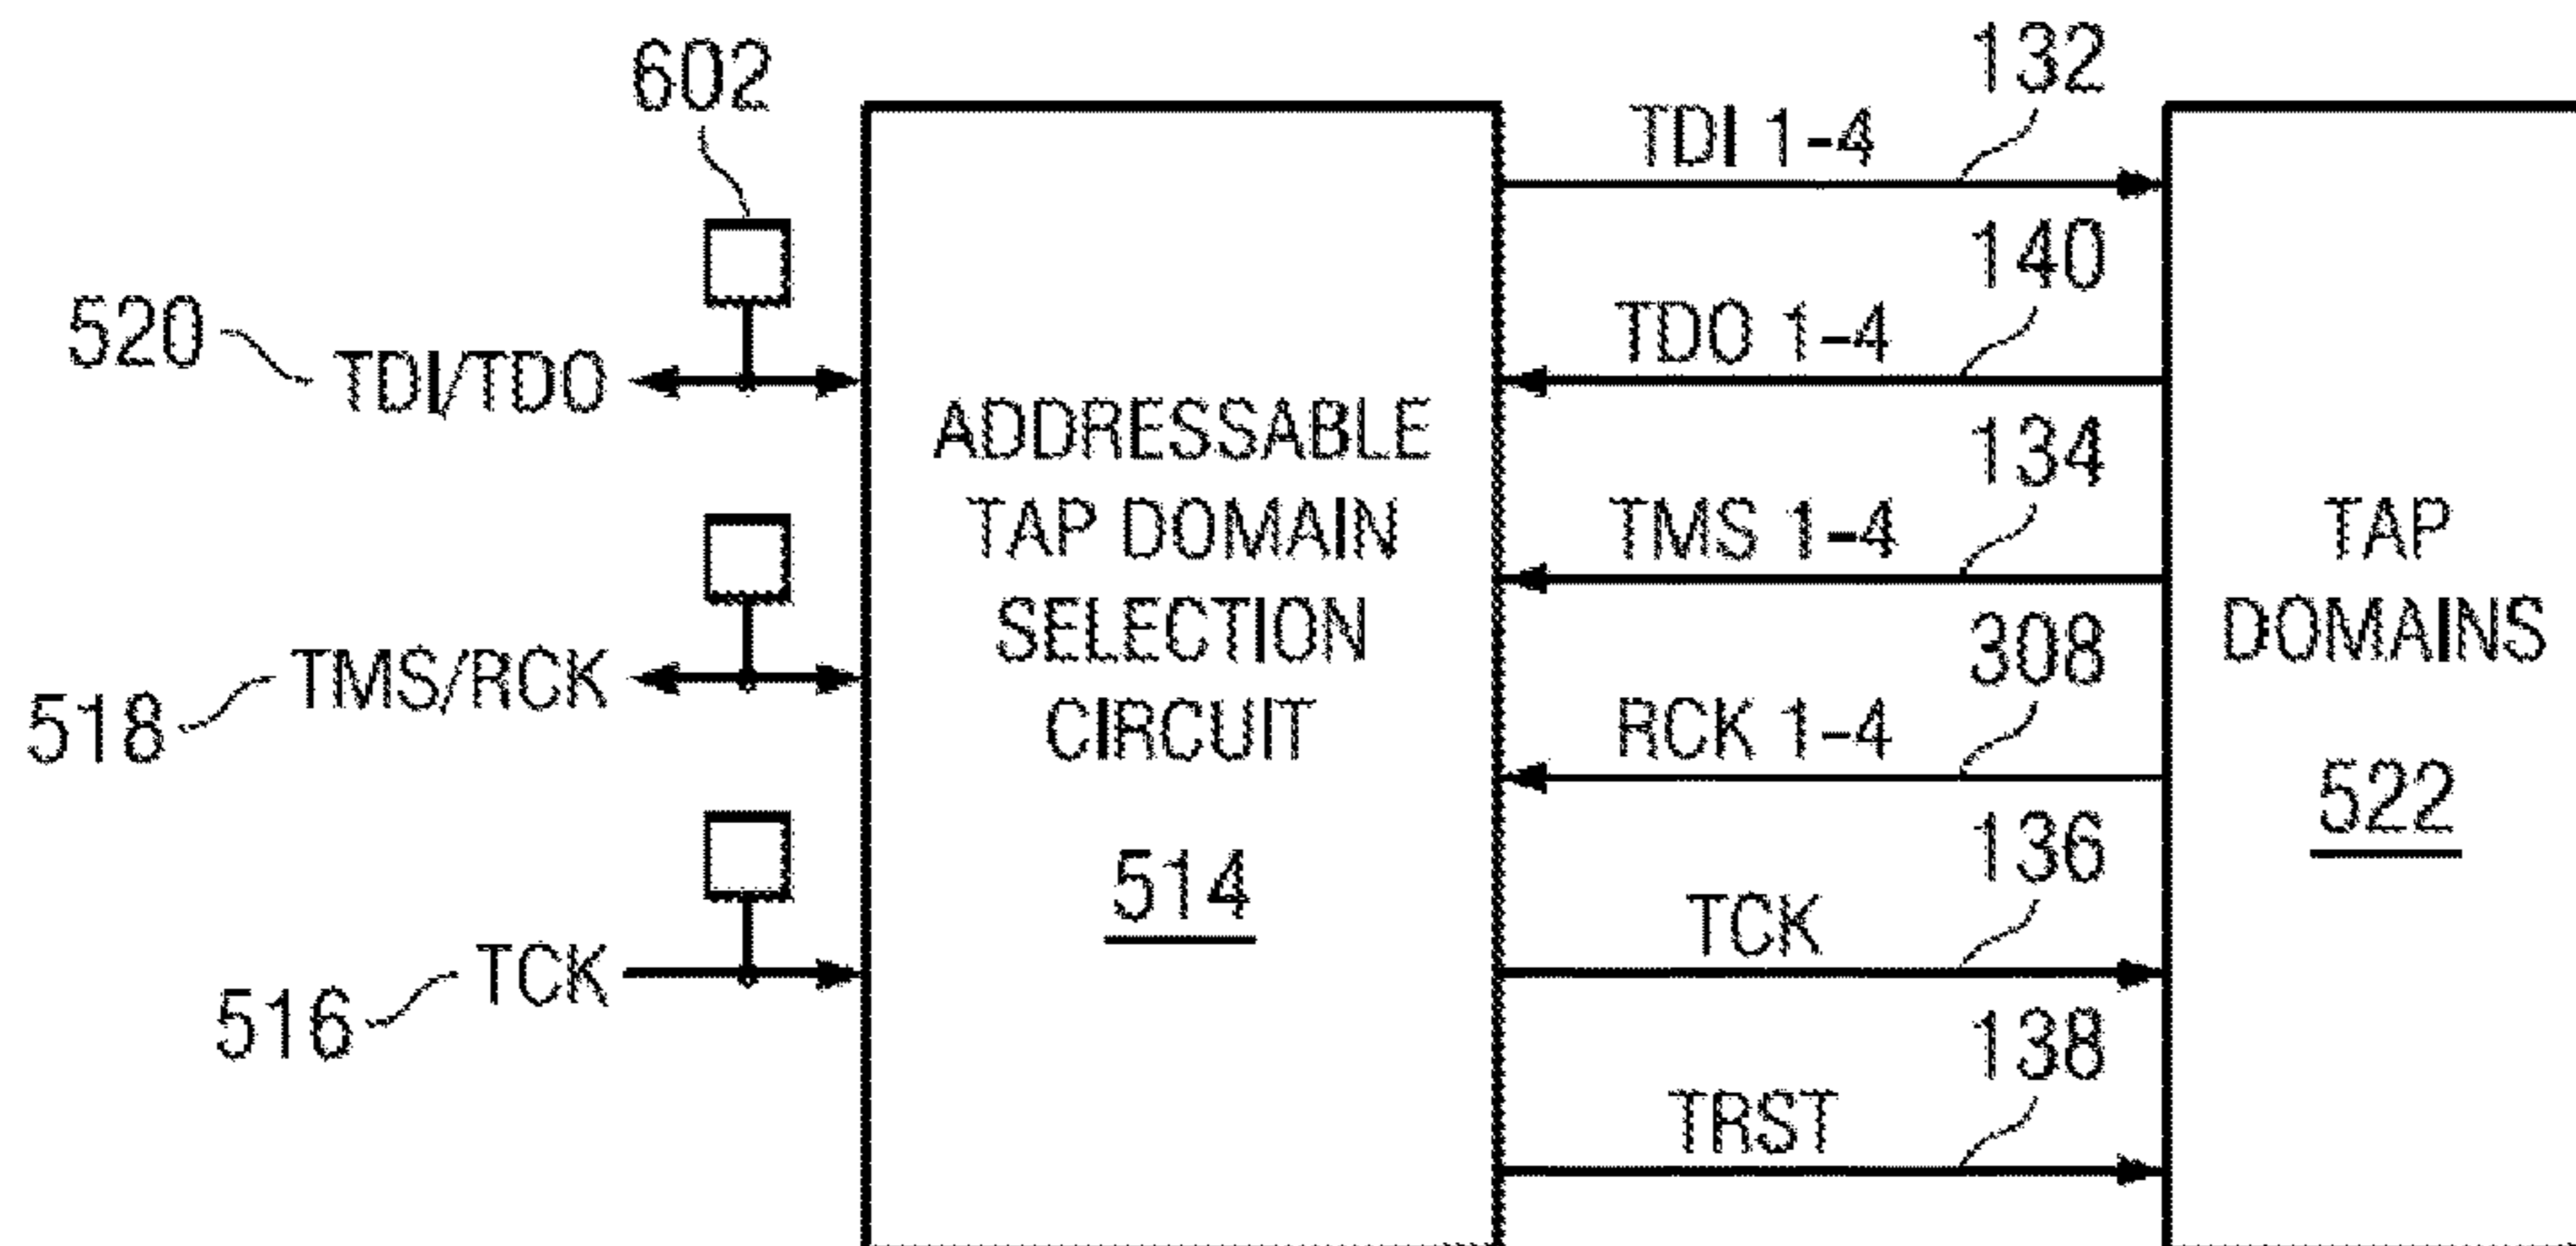 132
602
TDI 1-4
140
520
TDI/TDO
TDO 1-4
ADDRESSABLE
TAP DOMAIN
SELECTION
CIRCUIT
514
134
TMS 1-4
TAP
DOMAINS
522
518
TMS/RCK
308
RCK 1-4
136
TCK
516
TCK
138
TRST